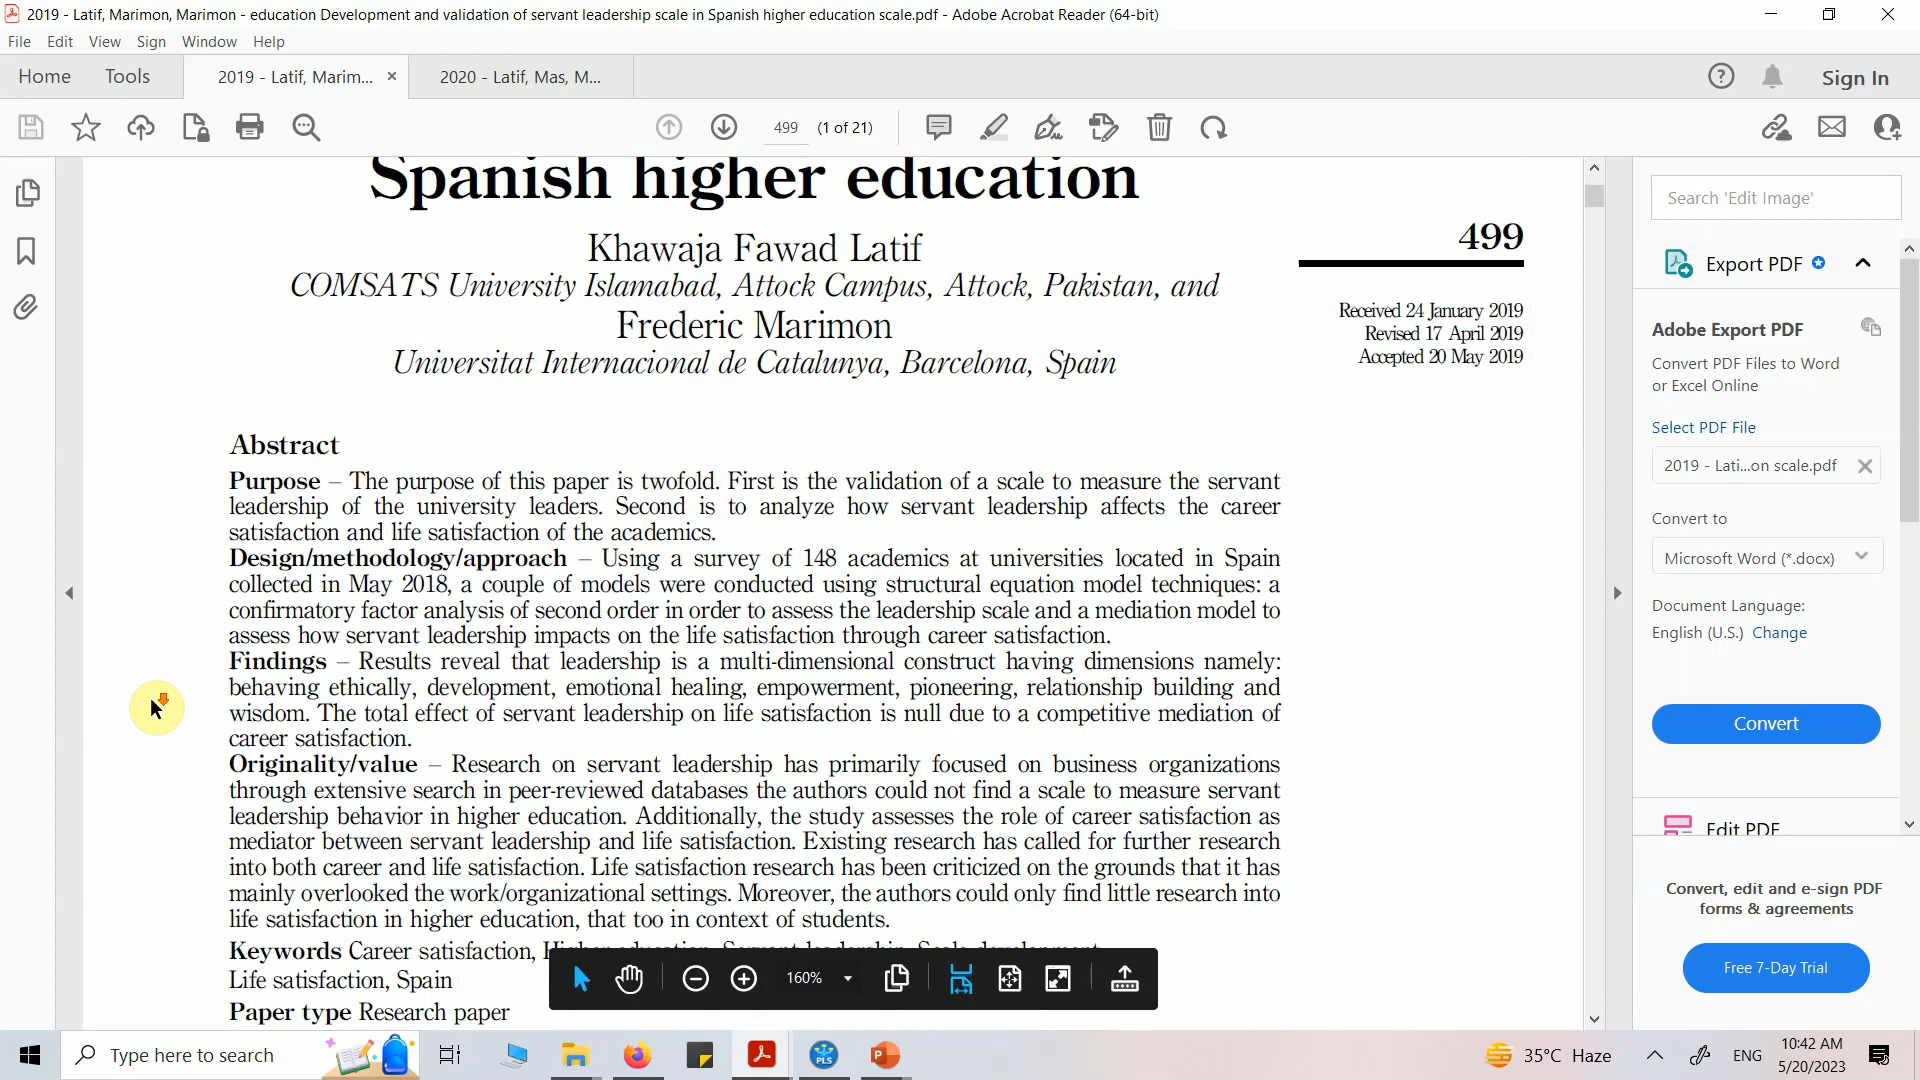 2019 - Latif, Marimon, Marimon - education Development and validation of servant leadership scale in Spanish higher education scale.pdf - Adobe Acrobat Reader (64-bit)
File Edit View Sign Window Help
Home Tools 2019 - Latif, Marim... × 2020 - Latif, Mas, M... Sign In
499 (1 of 21)
Spanish higher education
Khawaja Fawad Latif
COMSATS University Islamabad, Attock Campus, Attock, Pakistan, and
Frederic Marimon
Universitat Internacional de Catalunya, Barcelona, Spain
499
Received 24 January 2019
Revised 17 April 2019
Accepted 20 May 2019
Abstract
Purpose – The purpose of this paper is twofold. First is the validation of a scale to measure the servant
leadership of the university leaders. Second is to analyze how servant leadership affects the career
satisfaction and life satisfaction of the academics.
Design/methodology/approach – Using a survey of 148 academics at universities located in Spain
collected in May 2018, a couple of models were conducted using structural equation model techniques: a
confirmatory factor analysis of second order in order to assess the leadership scale and a mediation model to
assess how servant leadership impacts on the life satisfaction through career satisfaction.
Findings – Results reveal that leadership is a multi-dimensional construct having dimensions namely:
behaving ethically, development, emotional healing, empowerment, pioneering, relationship building and
wisdom. The total effect of servant leadership on life satisfaction is null due to a competitive mediation of
career satisfaction.
Originality/value – Research on servant leadership has primarily focused on business organizations
through extensive search in peer-reviewed databases the authors could not find a scale to measure servant
leadership behavior in higher education. Additionally, the study assesses the role of career satisfaction as
mediator between servant leadership and life satisfaction. Existing research has called for further research
into both career and life satisfaction. Life satisfaction research has been criticized on the grounds that it has
mainly overlooked the work/organizational settings. Moreover, the authors could only find little research into
life satisfaction in higher education, that too in context of students.
Keywords Career satisfaction, Higher education, Servant leadership, Scale development,
Life satisfaction, Spain
Paper type Research paper
160%
Search 'Edit Image'
Export PDF
Adobe Export PDF
Convert PDF Files to Word
or Excel Online
Select PDF File
2019 - Lati...on scale.pdf
Convert to
Microsoft Word (*.docx)
Document Language:
English (U.S.) Change
Convert
Edit PDF
Convert, edit and e-sign PDF
forms & agreements
Free 7-Day Trial
Type here to search
PLS
35°C Haze
ENG
10:42 AM
5/20/2023